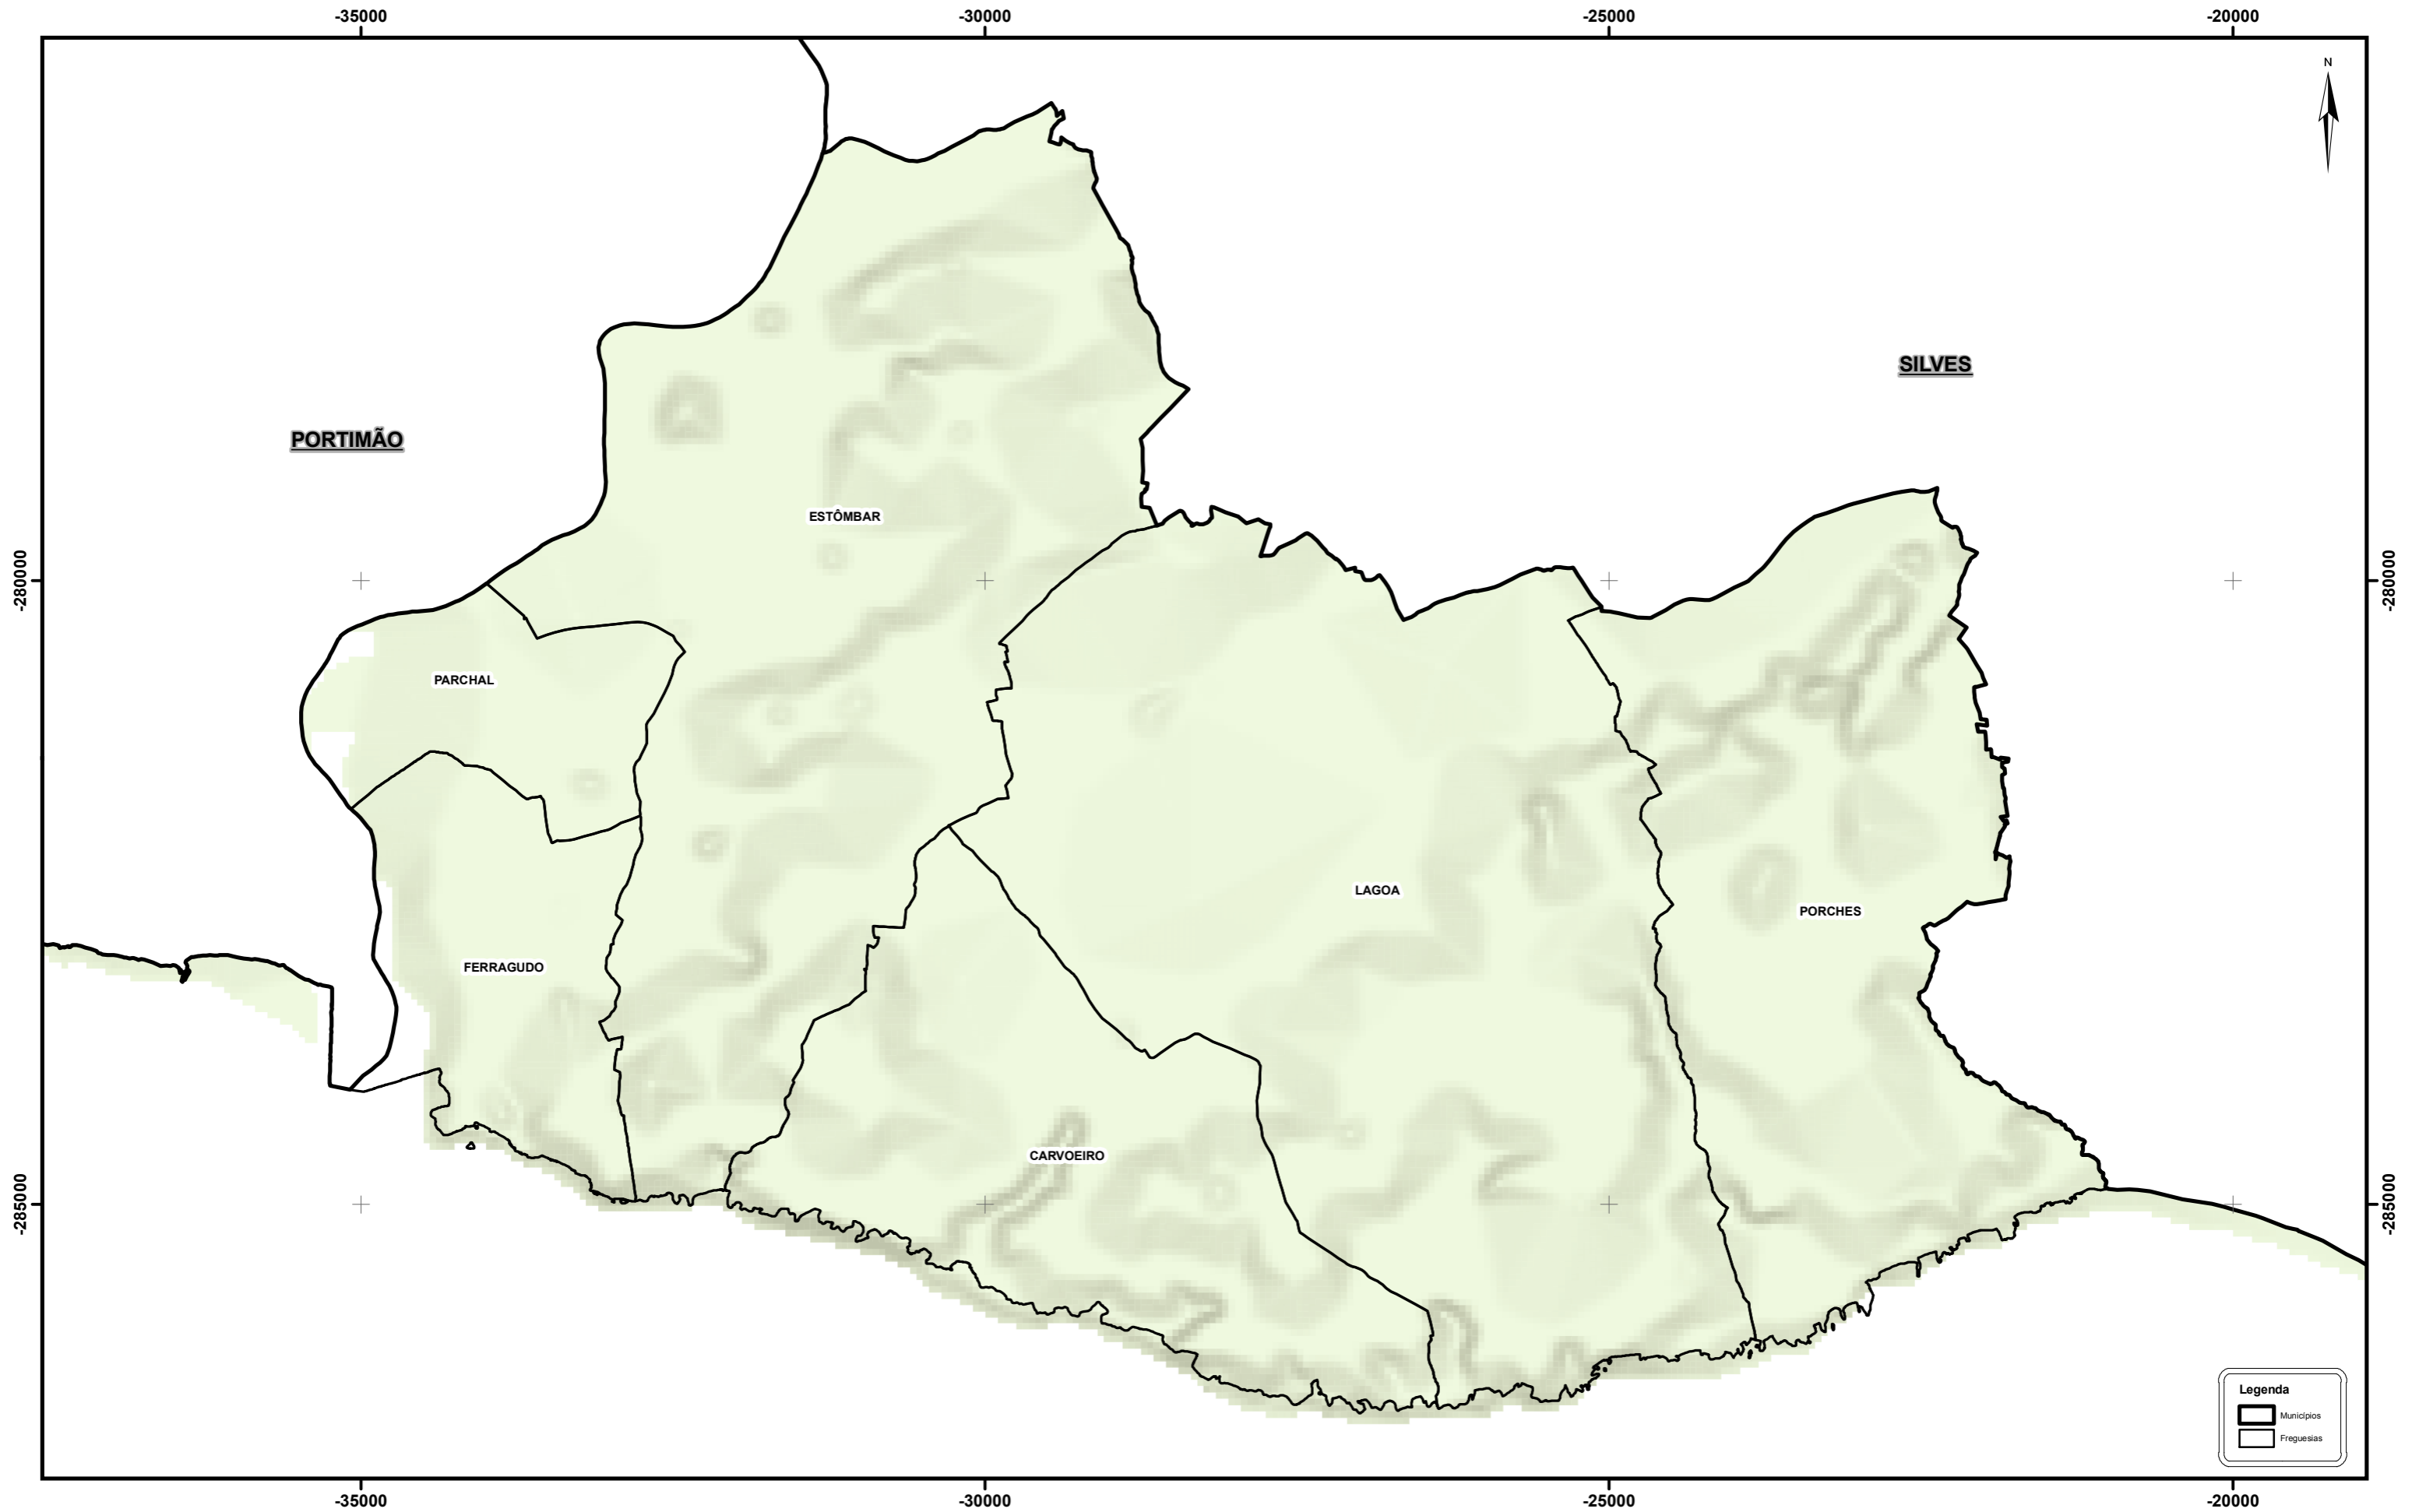 -35000
-30000
-25000
-20000
N
SILVES
PORTIMÃO
ESTÔMBAR
-280000
-280000
PARCHAL
LAGOA
PORCHES
FERRAGUDO
CARVOEIRO
-285000
-285000
Legenda
Municípios
Freguesias
-35000
-30000
-25000
-20000